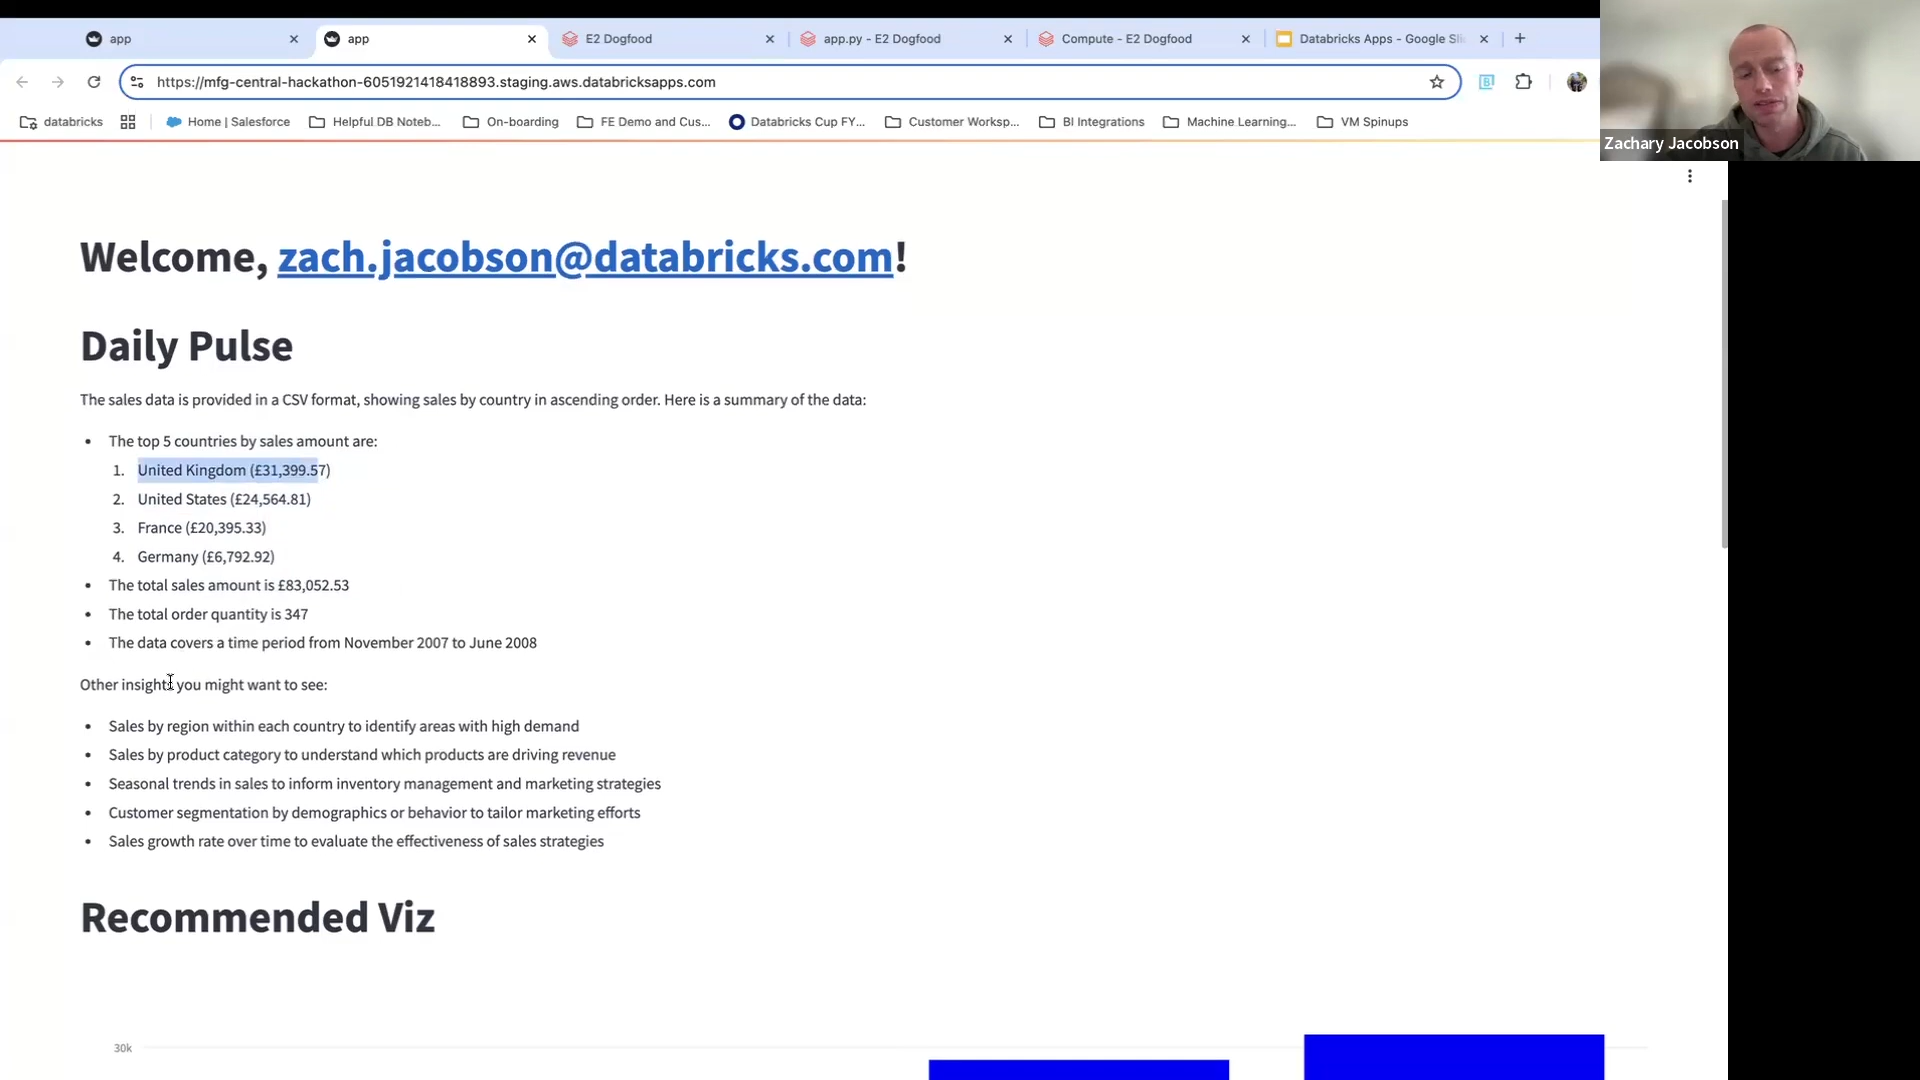 app
app
E2 Dogfood
app.py - E2 Dogfood
Compute - E2 Dogfood
Databricks Apps - Google Sli
https://mfg-central-hackathon-6051921418418893.staging.aws.databricksapps.com
databricks
Home | Salesforce
Helpful DB Noteb...
On-boarding
FE Demo and Cus...
Databricks Cup FY...
Customer Worksp...
BI Integrations
Machine Learning...
VM Spinups
Zachary Jacobson
Welcome, zach.jacobson@databricks.com!
Daily Pulse
The sales data is provided in a CSV format, showing sales by country in ascending order. Here is a summary of the data:
• The top 5 countries by sales amount are:
1. United Kingdom (£31,399.57)
2. United States (£24,564.81)
3. France (£20,395.33)
4. Germany (£6,792.92)
• The total sales amount is £83,052.53
• The total order quantity is 347
• The data covers a time period from November 2007 to June 2008
Other insights you might want to see:
• Sales by region within each country to identify areas with high demand
• Sales by product category to understand which products are driving revenue
• Seasonal trends in sales to inform inventory management and marketing strategies
• Customer segmentation by demographics or behavior to tailor marketing efforts
• Sales growth rate over time to evaluate the effectiveness of sales strategies
Recommended Viz
30k